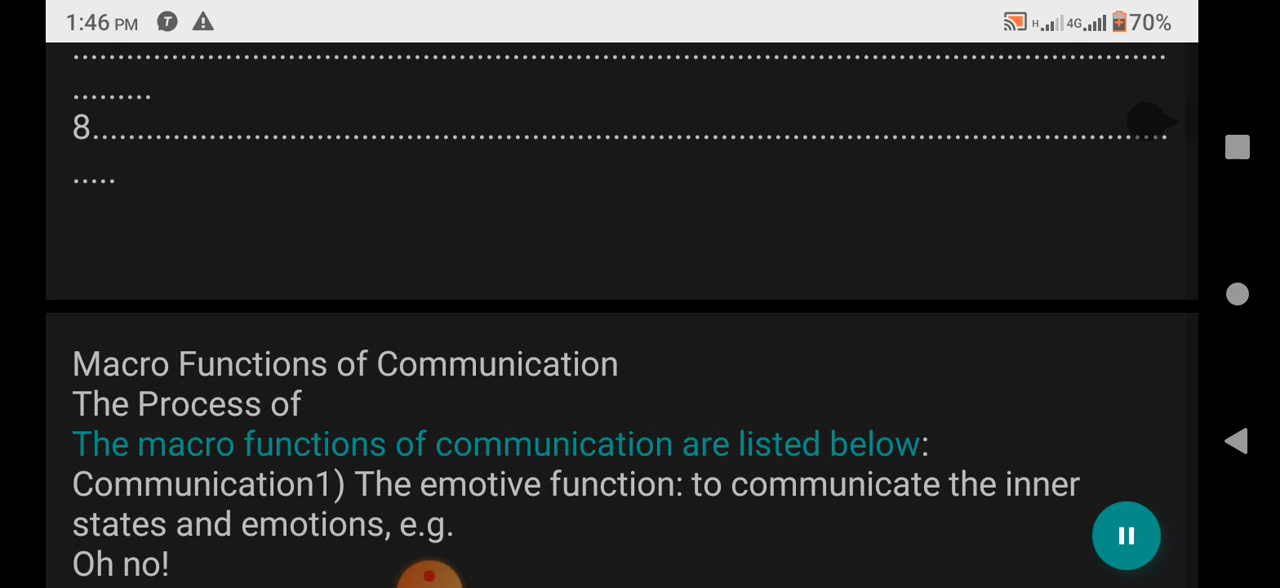 1:46 PM T H 4G 70%
....................................................................................................................
.........
8..................................................................................................................
.....
Macro Functions of Communication
The Process of
The macro functions of communication are listed below:
Communication1) The emotive function: to communicate the inner
states and emotions, e.g.
Oh no!